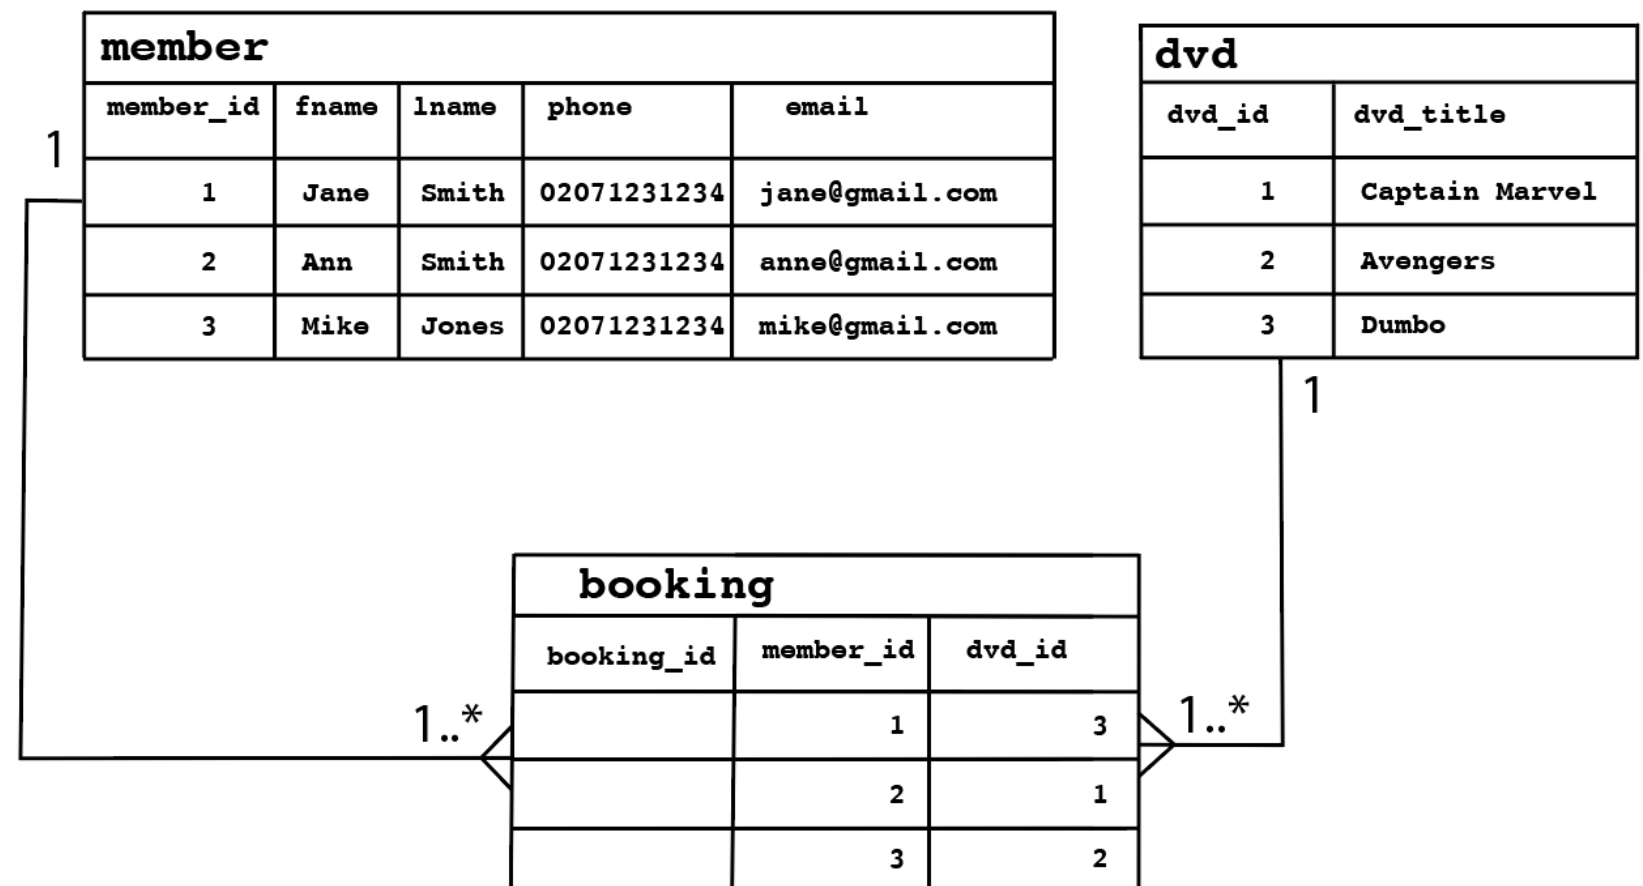 member
member_id fname lname phone email
1 Jane Smith 02071231234 jane@gmail.com
2 Ann Smith 02071231234 anne@gmail.com
3 Mike Jones 02071231234 mike@gmail.com
1
dvd
dvd_id dvd_title
1 Captain Marvel
2 Avengers
3 Dumbo
1
booking
booking_id member_id dvd_id
1 3
2 1
3 2
1..*
1..*